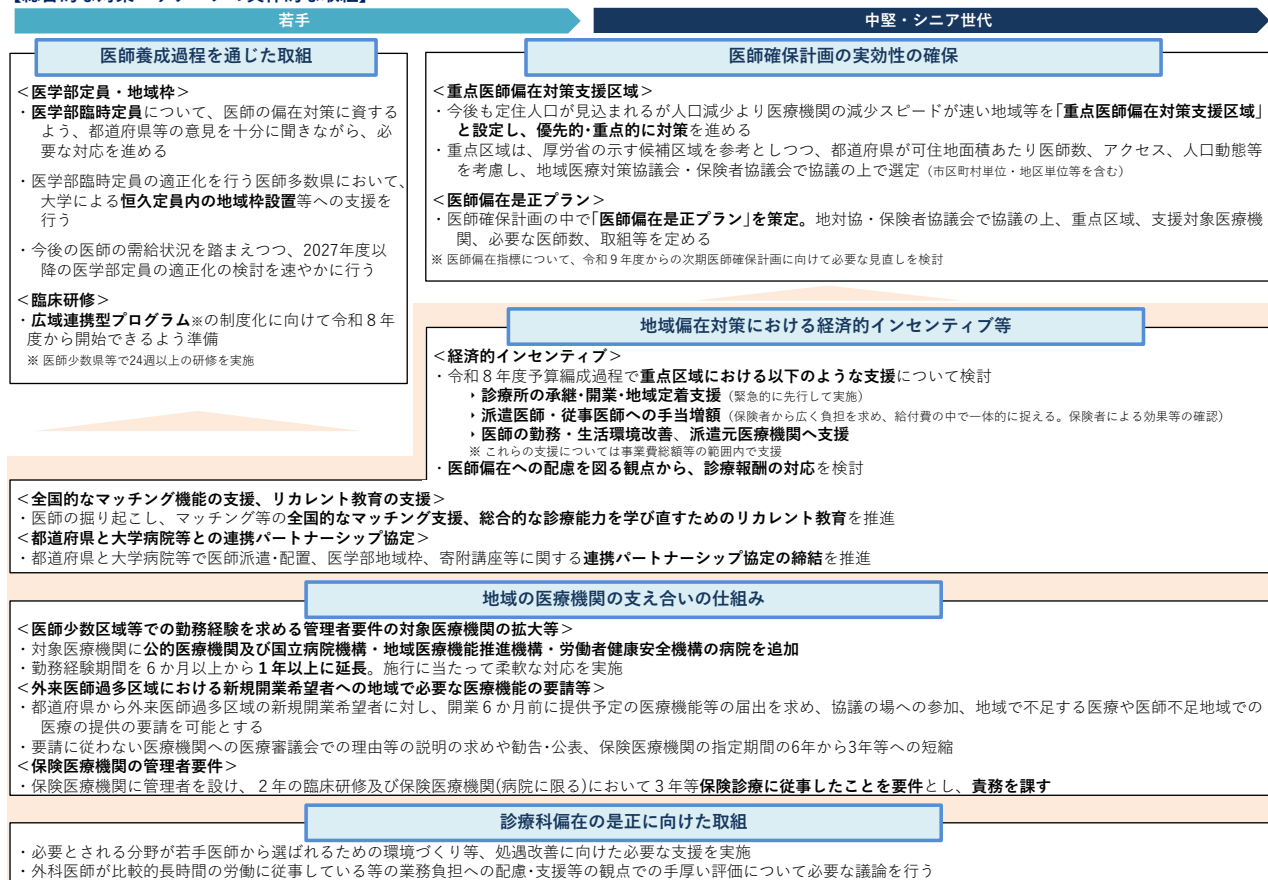 【総合的な対策パッケージの具体的な取組】
若手
中堅・シニア世代
医師養成過程を通じた取組
＜医学部定員・地域枠＞
・医学部臨時定員について、医師の偏在対策に資する
よう、都道府県等の意見を十分に聞きながら、必
要な対応を進める
・医学部臨時定員の適正化を行う医師多数県において、
大学による恒久定員内の地域枠設置等への支援を
行う
・今後の医師の需給状況を踏まえつつ、2027年度以
降の医学部定員の適正化の検討を速やかに行う
＜臨床研修＞
・広域連携型プログラム※の制度化に向けて令和８年
度から開始できるよう準備
※ 医師少数県等で24週以上の研修を実施
医師確保計画の実効性の確保
＜重点医師偏在対策支援区域＞
・今後も定住人口が見込まれるが人口減少より医療機関の減少スピードが速い地域等を「重点医師偏在対策支援区域」
と設定し、優先的・重点的に対策を進める
・重点区域は、厚労省の示す候補区域を参考としつつ、都道府県が可住地面積あたり医師数、アクセス、人口動態等
を考慮し、地域医療対策協議会・保険者協議会で協議の上で選定（市区町村単位・地区単位等を含む）
＜医師偏在是正プラン＞
・医師確保計画の中で「医師偏在是正プラン」を策定。地対協・保険者協議会で協議の上、重点区域、支援対象医療機
関、必要な医師数、取組等を定める
※ 医師偏在指標について、令和９年度からの次期医師確保計画に向けて必要な見直しを検討
地域偏在対策における経済的インセンティブ等
＜経済的インセンティブ＞
・令和８年度予算編成過程で重点区域における以下のような支援について検討
‣ 診療所の承継・開業・地域定着支援（緊急的に先行して実施）
‣ 派遣医師・従事医師への手当増額（保険者から広く負担を求め、給付費の中で一体的に捉える。保険者による効果等の確認）
‣ 医師の勤務・生活環境改善、派遣元医療機関へ支援
※ これらの支援については事業費総額等の範囲内で支援
・医師偏在への配慮を図る観点から、診療報酬の対応を検討
＜全国的なマッチング機能の支援、リカレント教育の支援＞
・医師の掘り起こし、マッチング等の全国的なマッチング支援、総合的な診療能力を学び直すためのリカレント教育を推進
＜都道府県と大学病院等との連携パートナーシップ協定＞
・都道府県と大学病院等で医師派遣・配置、医学部地域枠、寄附講座等に関する連携パートナーシップ協定の締結を推進
地域の医療機関の支え合いの仕組み
＜医師少数区域等での勤務経験を求める管理者要件の対象医療機関の拡大等＞
・対象医療機関に公的医療機関及び国立病院機構・地域医療機能推進機構・労働者健康安全機構の病院を追加
・勤務経験期間を６か月以上から１年以上に延長。施行に当たって柔軟な対応を実施
＜外来医師過多区域における新規開業希望者への地域で必要な医療機能の要請等＞
・都道府県から外来医師過多区域の新規開業希望者に対し、開業６か月前に提供予定の医療機能等の届出を求め、協議の場への参加、地域で不足する医療や医師不足地域での
医療の提供の要請を可能とする
・要請に従わない医療機関への医療審議会での理由等の説明の求めや勧告・公表、保険医療機関の指定期間の6年から3年等への短縮
＜保険医療機関の管理者要件＞
・保険医療機関に管理者を設け、２年の臨床研修及び保険医療機関(病院に限る)において３年等保険診療に従事したことを要件とし、責務を課す
診療科偏在の是正に向けた取組
・必要とされる分野が若手医師から選ばれるための環境づくり等、処遇改善に向けた必要な支援を実施
・外科医師が比較的長時間の労働に従事している等の業務負担への配慮・支援等の観点での手厚い評価について必要な議論を行う